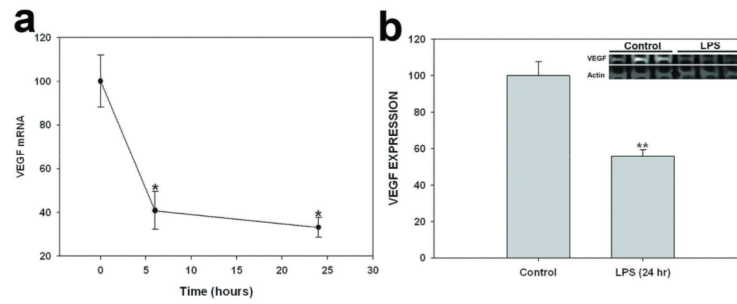 a
120
100
80
60
40
20
VEGF mRNA
*
*
0 5 10 15 20 25 30
Time (hours)
b
120
100
80
60
40
20
0
VEGF EXPRESSION
Control LPS
VEGF
Actin
**
Control LPS (24 hr)